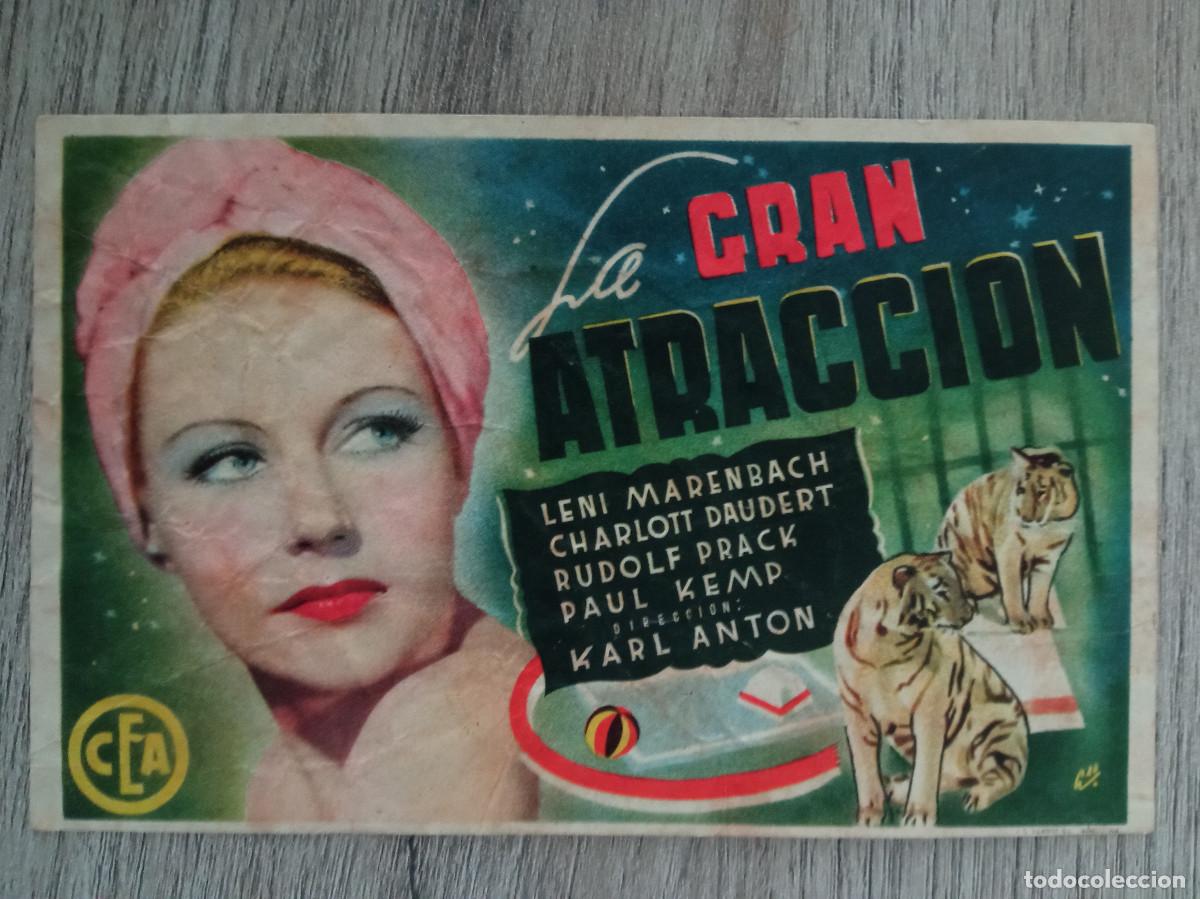 La GRAN
ATRACCION
LENI MARENBACH
CHARLOTT DAUDERT
RUDOLF PRACK
PAUL KEMP
DIRECCION:
KARL ANTON
CEA
todocoleccion